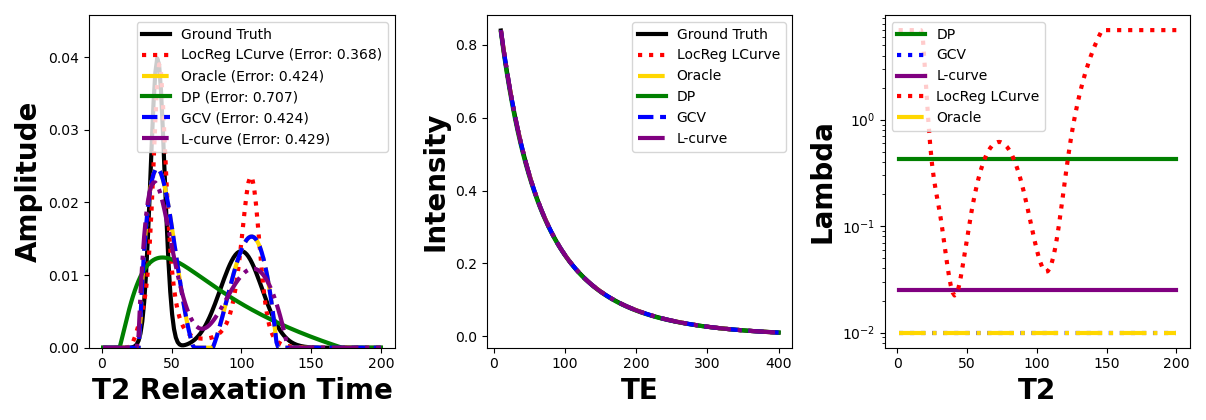 Amplitude
0.04
0.03
0.02
0.01
0.00
Ground Truth
LocReg LCurve (Error: 0.368)
Oracle (Error: 0.424)
DP (Error: 0.707)
GCV (Error: 0.424)
L-curve (Error: 0.429)
0 50 100 150 200
T2 Relaxation Time
Intensity
0.8
0.6
0.4
0.2
0.0
Ground Truth
LocReg LCurve
Oracle
DP
GCV
L-curve
0 100 200 300 400
TE
Lambda
10⁰
10⁻¹
10⁻²
DP
GCV
L-curve
LocReg LCurve
Oracle
0 50 100 150 200
T2